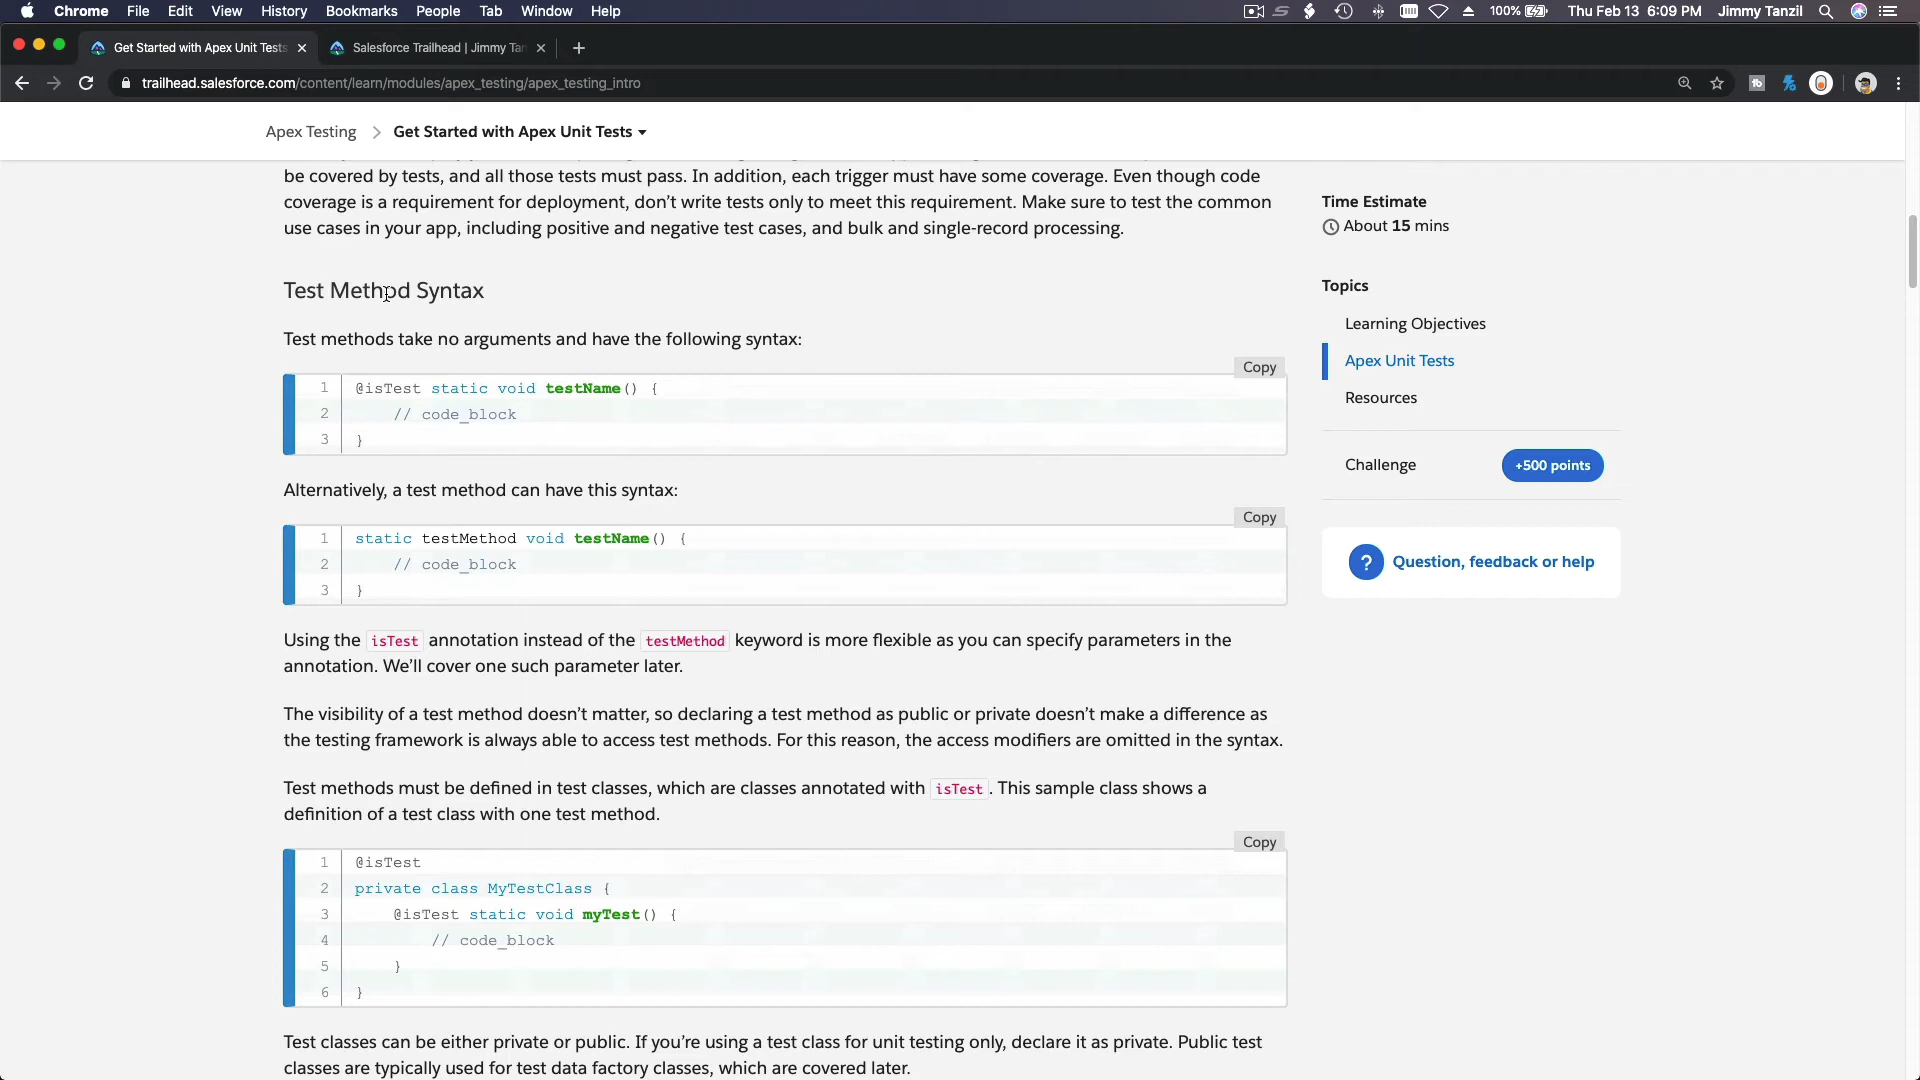 Chrome File Edit View History Bookmarks People Tab Window Help 100% Thu Feb 13 6:09 PM Jimmy Tanzil
Get Started with Apex Unit Tests
Salesforce Trailhead | Jimmy Tan
trailhead.salesforce.com/content/learn/modules/apex_testing/apex_testing_intro
Apex Testing > Get Started with Apex Unit Tests
be covered by tests, and all those tests must pass. In addition, each trigger must have some coverage. Even though code
coverage is a requirement for deployment, don’t write tests only to meet this requirement. Make sure to test the common
use cases in your app, including positive and negative test cases, and bulk and single-record processing.
Test Method Syntax
Test methods take no arguments and have the following syntax:
Copy
1 @isTest static void testName() {
2 // code_block
3 }
Alternatively, a test method can have this syntax:
Copy
1 static testMethod void testName() {
2 // code_block
3 }
Using the isTest annotation instead of the testMethod keyword is more flexible as you can specify parameters in the
annotation. We’ll cover one such parameter later.
The visibility of a test method doesn’t matter, so declaring a test method as public or private doesn’t make a difference as
the testing framework is always able to access test methods. For this reason, the access modifiers are omitted in the syntax.
Test methods must be defined in test classes, which are classes annotated with isTest. This sample class shows a
definition of a test class with one test method.
Copy
1 @isTest
2 private class MyTestClass {
3 @isTest static void myTest() {
4 // code_block
5 }
6 }
Test classes can be either private or public. If you’re using a test class for unit testing only, declare it as private. Public test
classes are typically used for test data factory classes, which are covered later.
Time Estimate
About 15 mins
Topics
Learning Objectives
Apex Unit Tests
Resources
Challenge +500 points
? Question, feedback or help